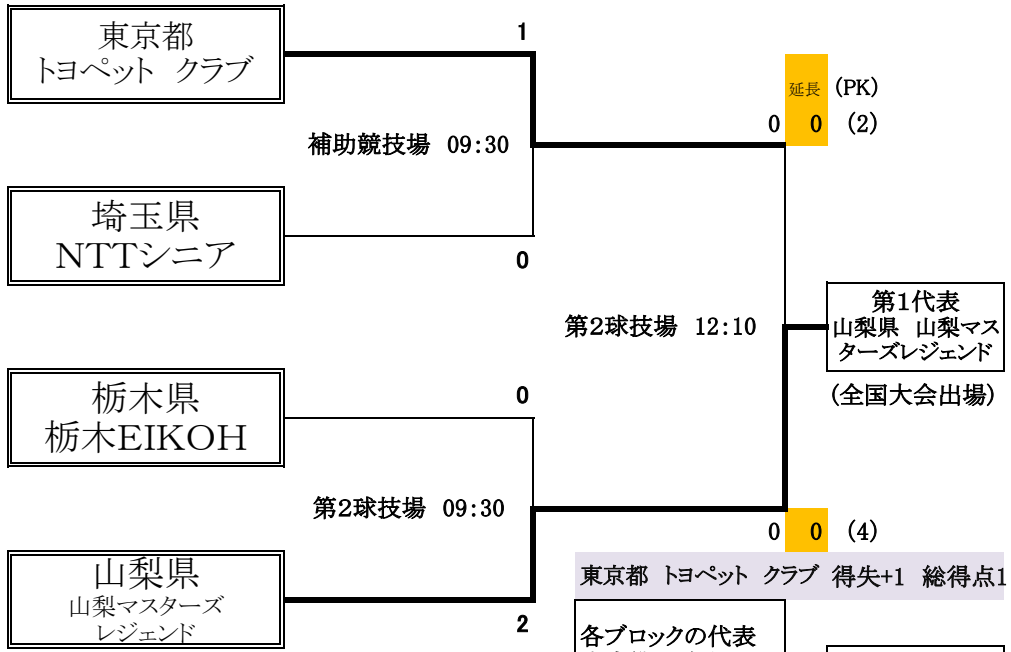 東京都
トヨペット　クラブ
1
延長 (PK)
0 0 (2)
補助競技場 09:30
埼玉県
NTTシニア
0
第1代表
山梨県 山梨マス
ターズレジェンド
第2球技場 12:10
(全国大会出場)
栃木県
栃木EIKOH
0
第2球技場 09:30
0 0 (4)
山梨県
山梨マスターズ
レジェンド
2
東京都 トヨペット クラブ 得失+1 総得点1
各ブロックの代表